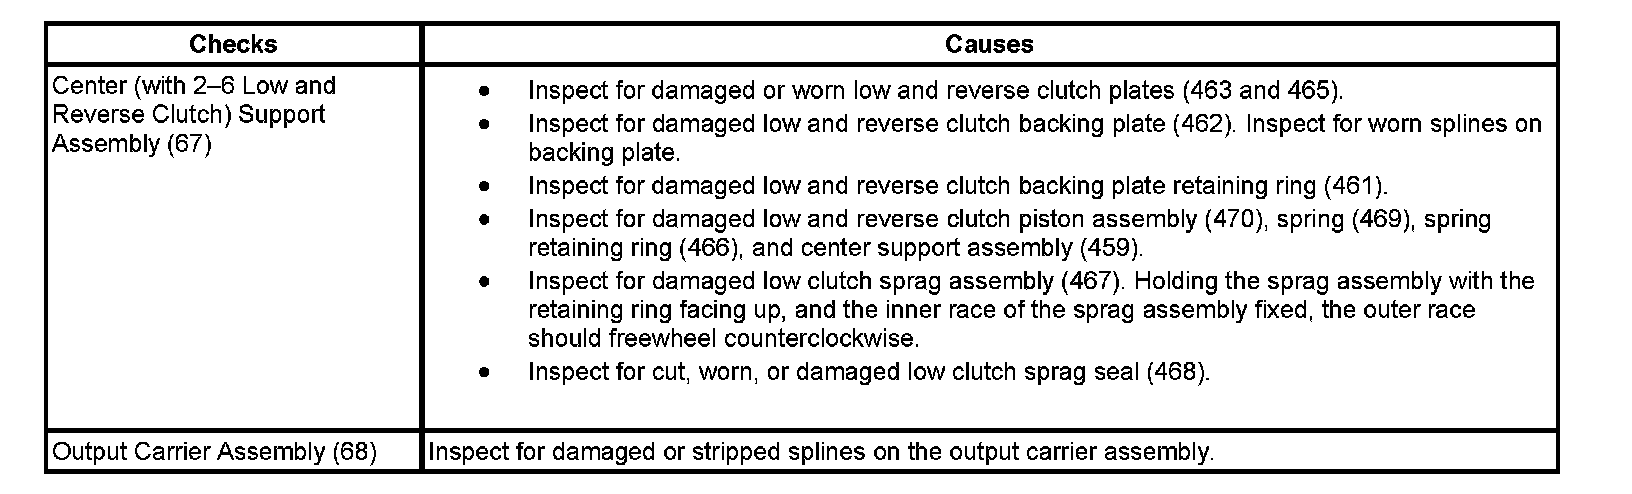 Checks
Causes
Center (with 2–6 Low and
Reverse Clutch) Support
Assembly (67)
• Inspect for damaged or worn low and reverse clutch plates (463 and 465).
• Inspect for damaged low and reverse clutch backing plate (462). Inspect for worn splines on
backing plate.
• Inspect for damaged low and reverse clutch backing plate retaining ring (461).
• Inspect for damaged low and reverse clutch piston assembly (470), spring (469), spring
retaining ring (466), and center support assembly (459).
• Inspect for damaged low clutch sprag assembly (467). Holding the sprag assembly with the
retaining ring facing up, and the inner race of the sprag assembly fixed, the outer race
should freewheel counterclockwise.
• Inspect for cut, worn, or damaged low clutch sprag seal (468).
Output Carrier Assembly (68)
Inspect for damaged or stripped splines on the output carrier assembly.